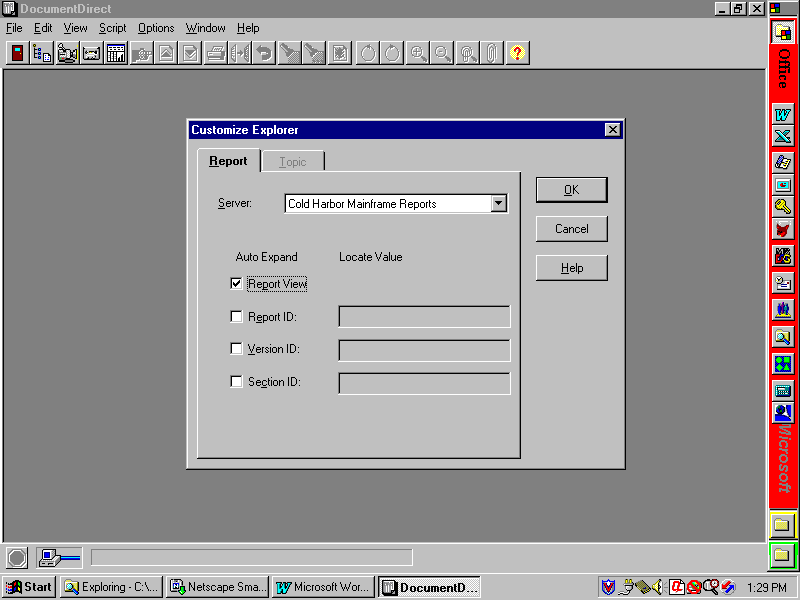 DocumentDirect
File Edit View Script Options Window Help
Office
Customize Explorer
Report Topic
Server: Cold Harbor Mainframe Reports
OK
Cancel
Help
Auto Expand Locate Value
Report View
Report ID:
Version ID:
Section ID:
Microsoft
Start Exploring - C:\... Netscape Sma... Microsoft Wor... DocumentD... 1:29 PM